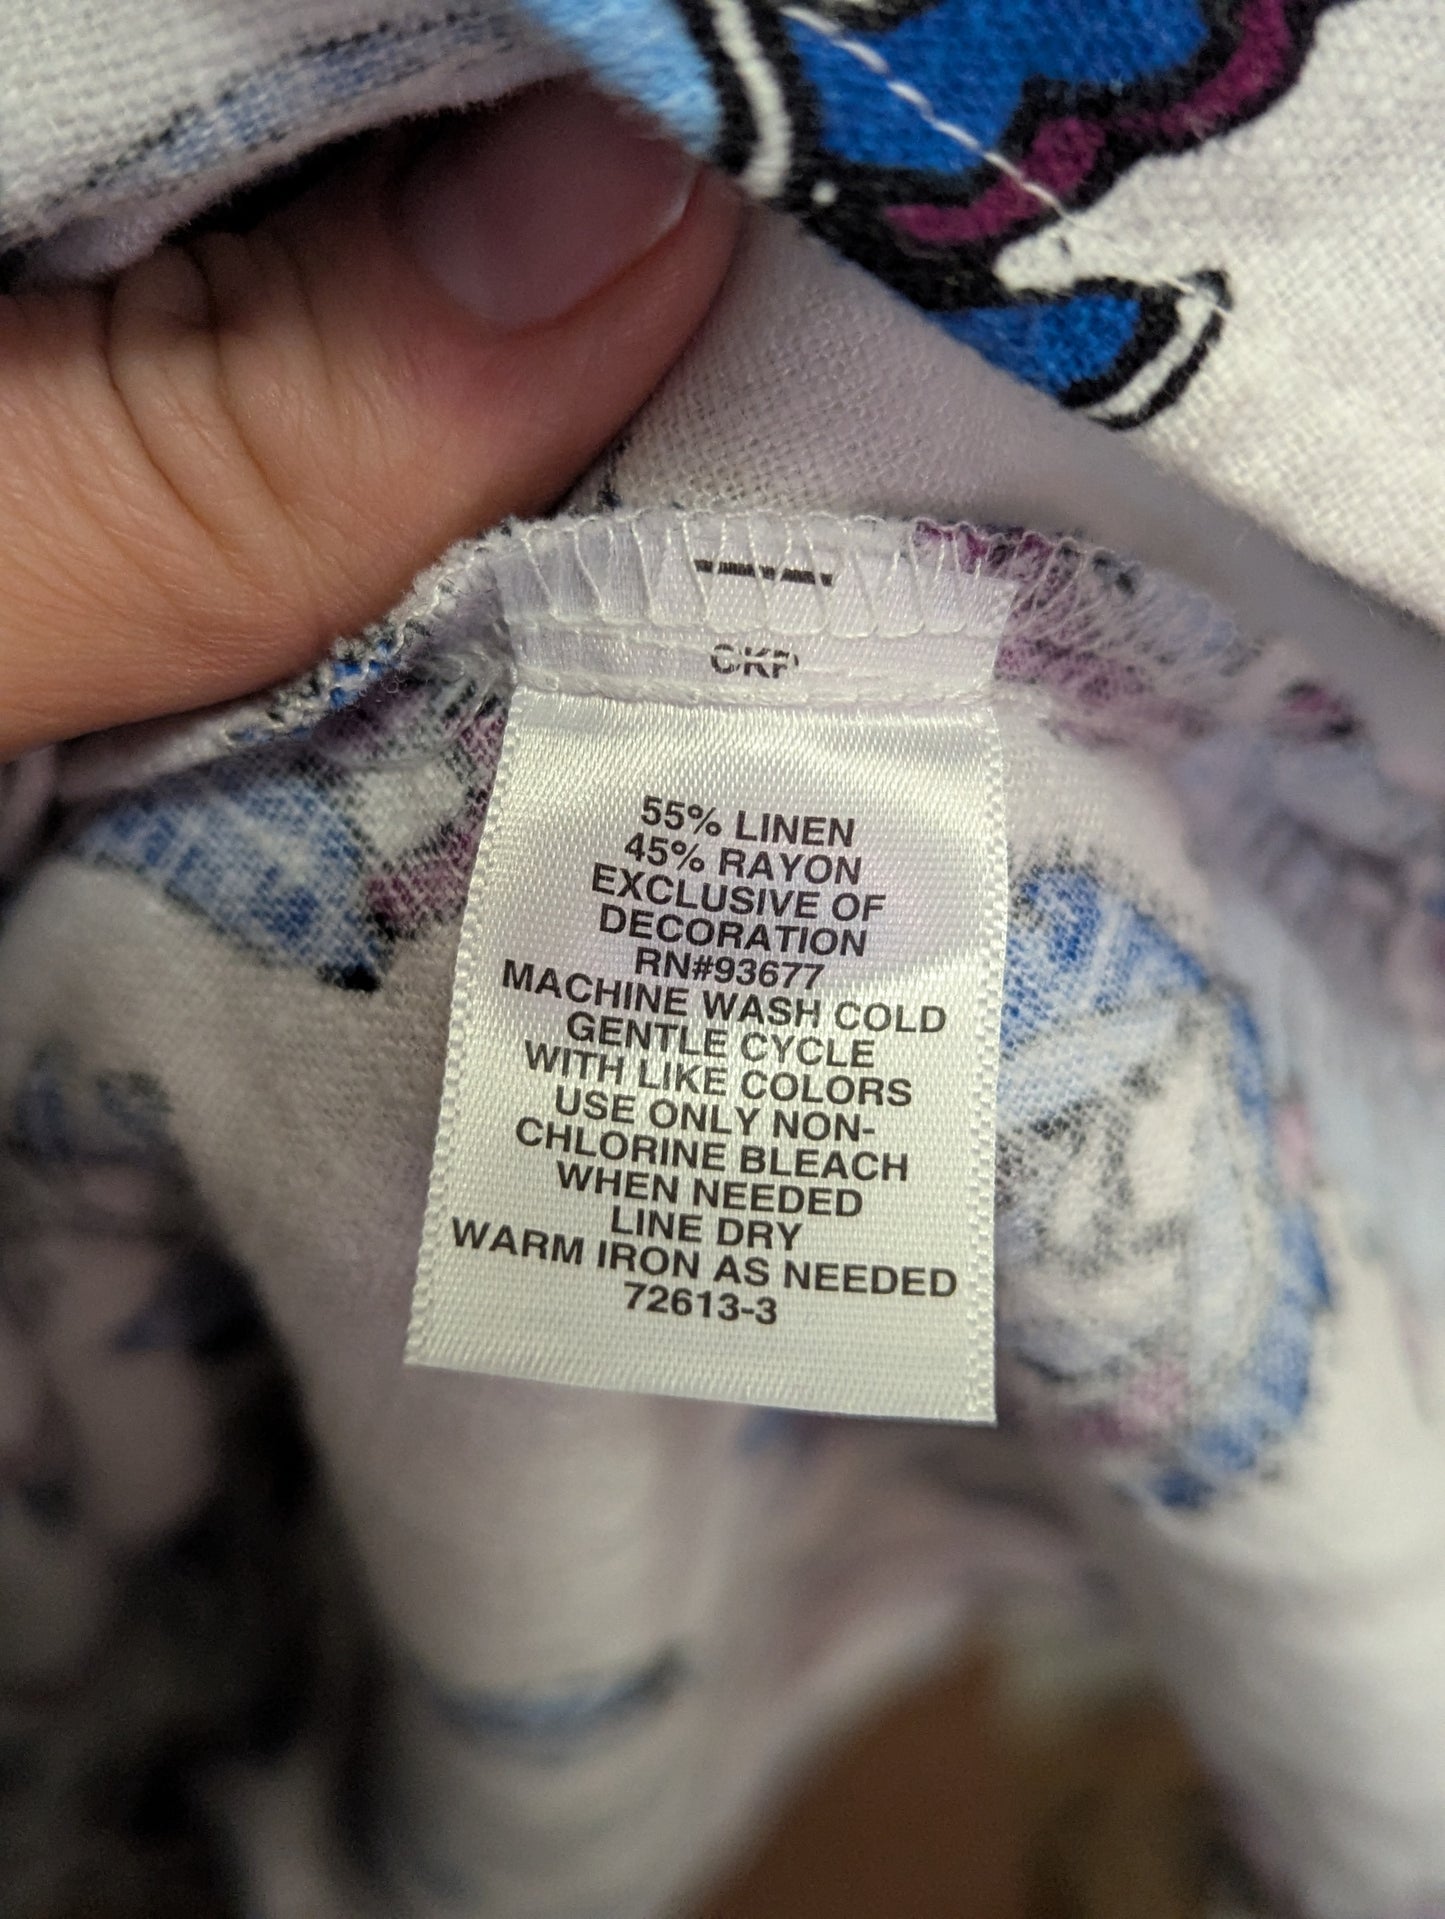 55% LINEN
45% RAYON
EXCLUSIVE OF
DECORATION
RN#93677
MACHINE WASH COLD
GENTLE CYCLE
WITH LIKE COLORS
USE ONLY NON-
CHLORINE BLEACH
WHEN NEEDED
LINE DRY
WARM IRON AS NEEDED
72613-3